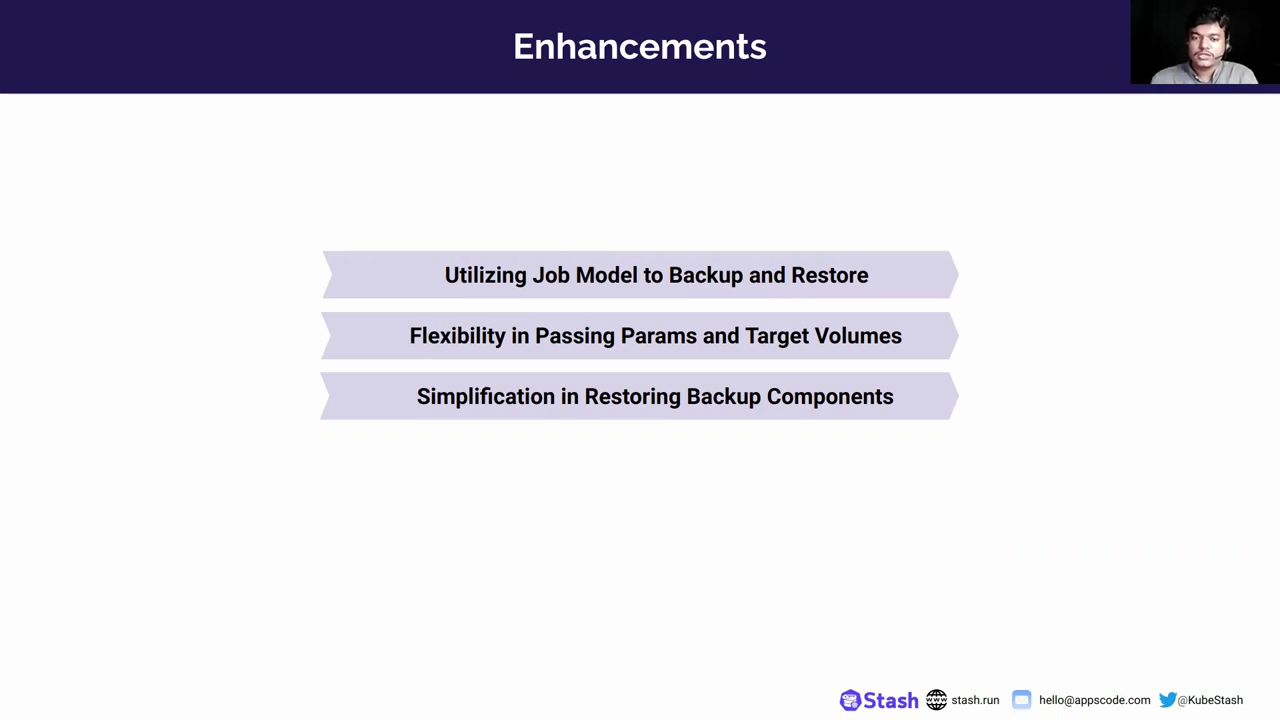 Enhancements
Utilizing Job Model to Backup and Restore
Flexibility in Passing Params and Target Volumes
Simplification in Restoring Backup Components
Stash stash.run hello@appscode.com @KubeStash